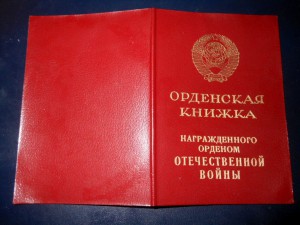 ОРДЕНСКАЯ
КНИЖКА
НАГРАЖДЕННОГО
ОРДЕНОМ
ОТЕЧЕСТВЕННОЙ
ВОЙНЫ